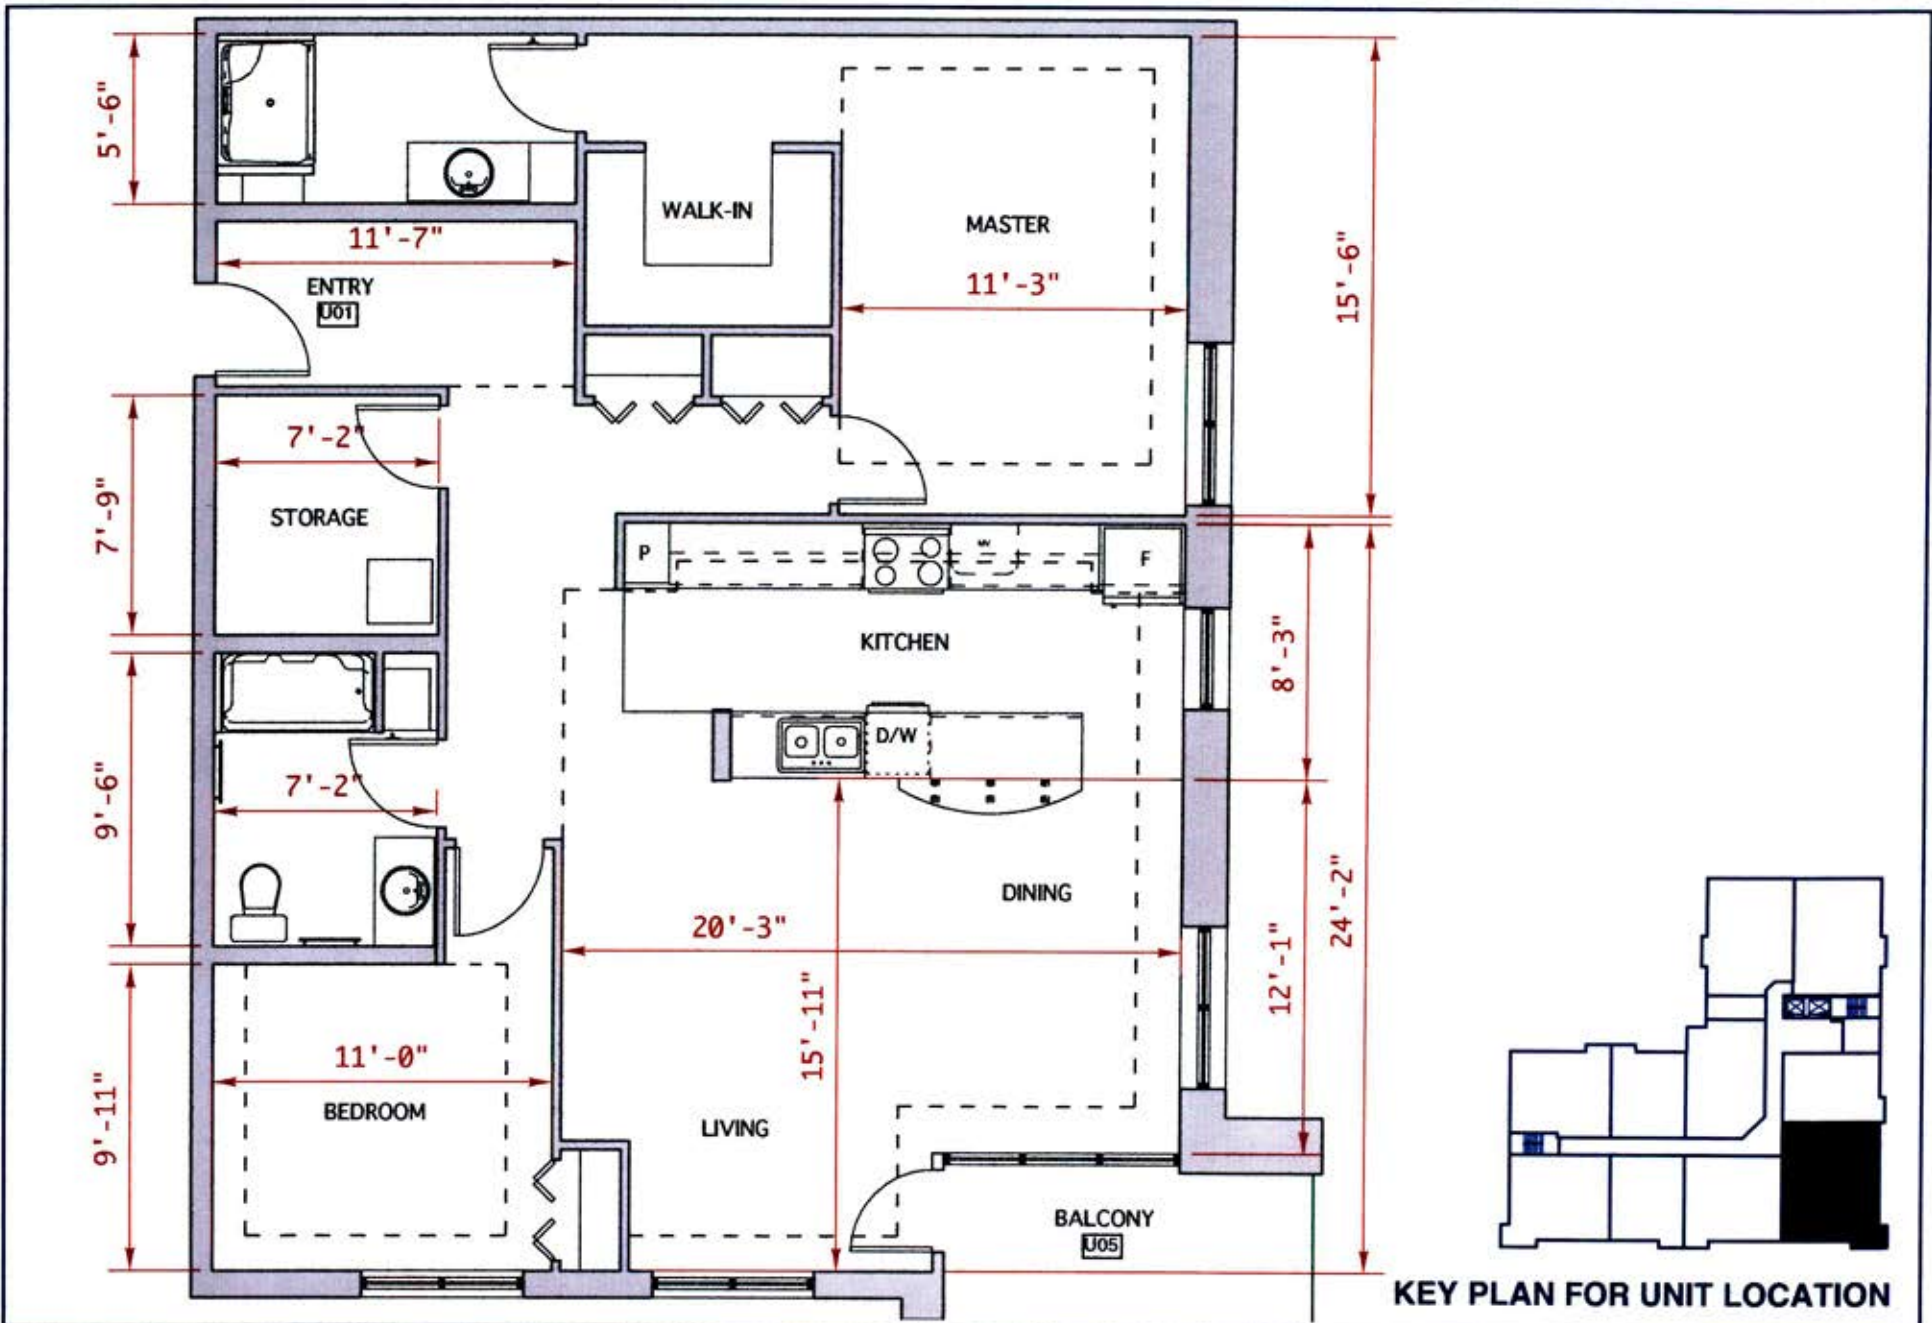 5'-6"
WALK-IN
MASTER
11'-7"
ENTRY
U01
11'-3"
15'-6"
7'-2"
7'-9"
STORAGE
P
MV
F
KITCHEN
8'-3"
D/W
7'-2"
9'-6"
DINING
20'-3"
24'-2"
12'-1"
15'-11"
11'-0"
BEDROOM
9'-11"
LIVING
BALCONY
U05
KEY PLAN FOR UNIT LOCATION